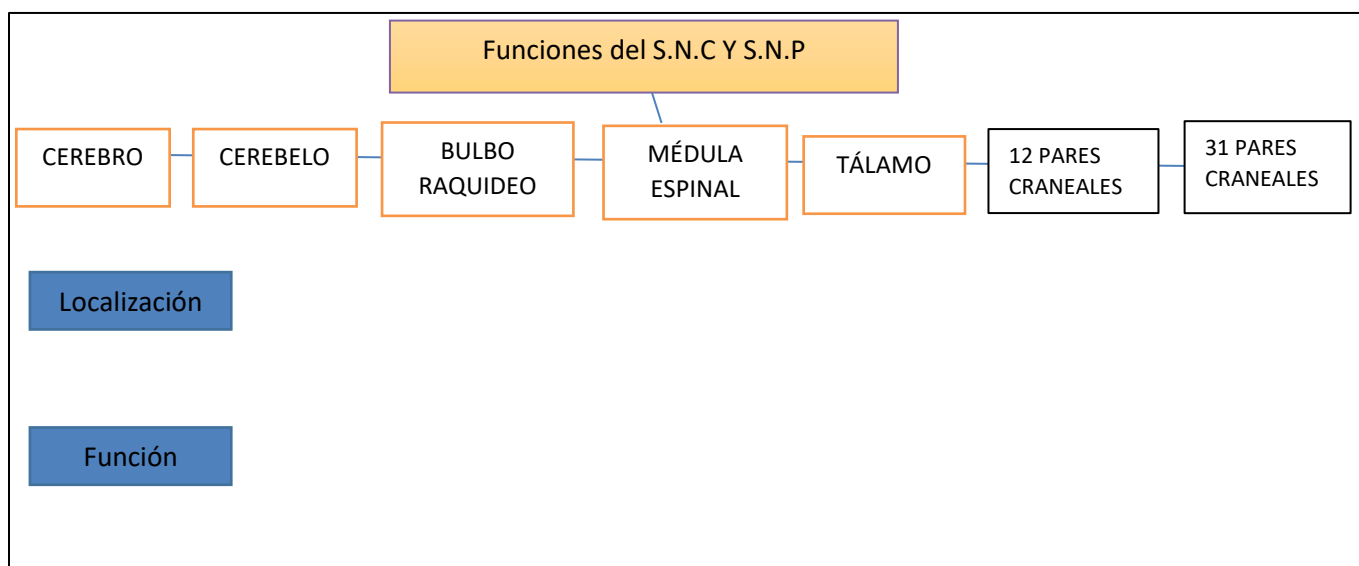 Funciones del S.N.C Y S.N.P
CEREBRO
CEREBELO
BULBO
RAQUIDEO
MÉDULA
ESPINAL
TÁLAMO
12 PARES
CRANEALES
31 PARES
CRANEALES
Localización
Función